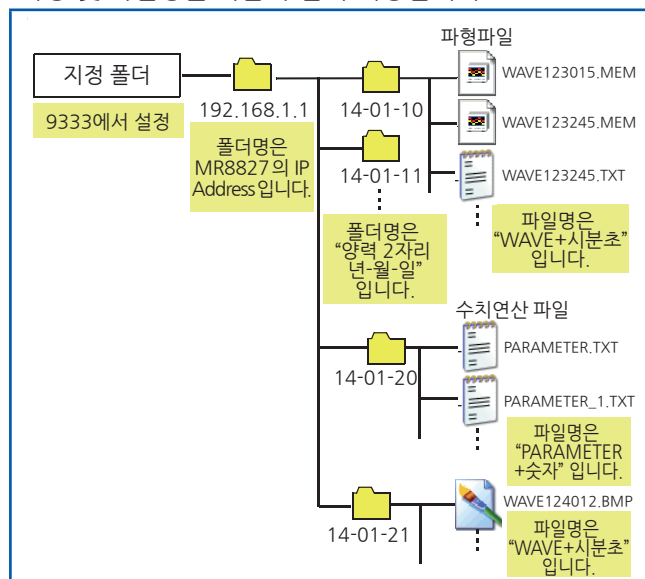 파형파일
지정 폴더
9333에서 설정
192.168.1.1
폴더명은
MR8827의 IP
Address입니다.
14-01-10
14-01-11
폴더명은
“양력 2자리
년-월-일”
입니다.
WAVE123015.MEM
WAVE123245.MEM
WAVE123245.TXT
파일명은
“WAVE+시분초”
입니다.
수치연산 파일
14-01-20
PARAMETER.TXT
PARAMETER_1.TXT
파일명은
“PARAMETER
+숫자” 입니다.
14-01-21
WAVE124012.BMP
파일명은
“WAVE+시분초”
입니다.